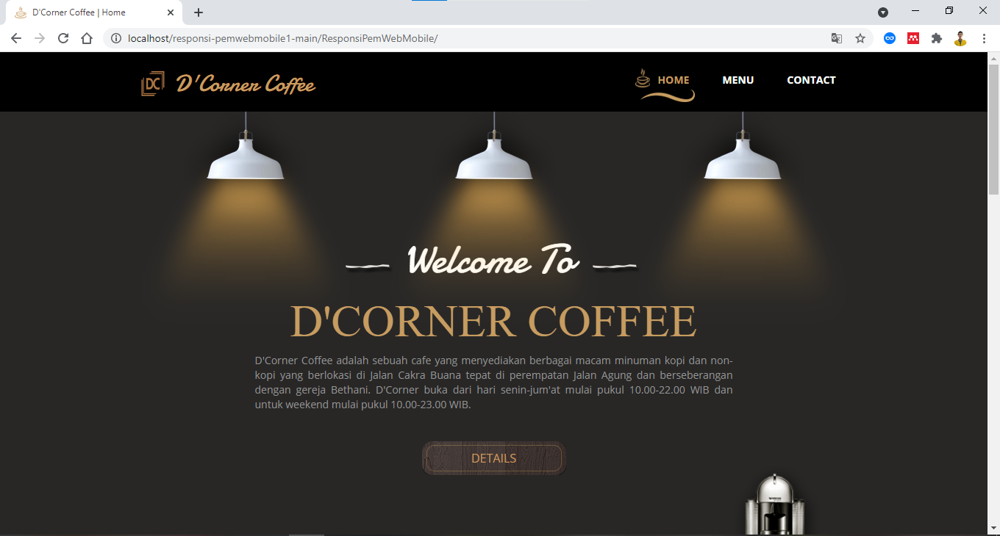 D'Corner Coffee | Home
localhost/responsi-pemwebmobile1-main/ResponsiPemWebMobile/
DC D'Corner Coffee HOME MENU CONTACT
Welcome To
D'CORNER COFFEE
D'Corner Coffee adalah sebuah cafe yang menyediakan berbagai macam minuman kopi dan non-
kopi yang berlokasi di Jalan Cakra Buana tepat di perempatan Jalan Agung dan berseberangan
dengan gereja Bethani. D'Corner buka dari hari senin-jum'at mulai pukul 10.00-22.00 WIB dan
untuk weekend mulai pukul 10.00-23.00 WIB.
DETAILS